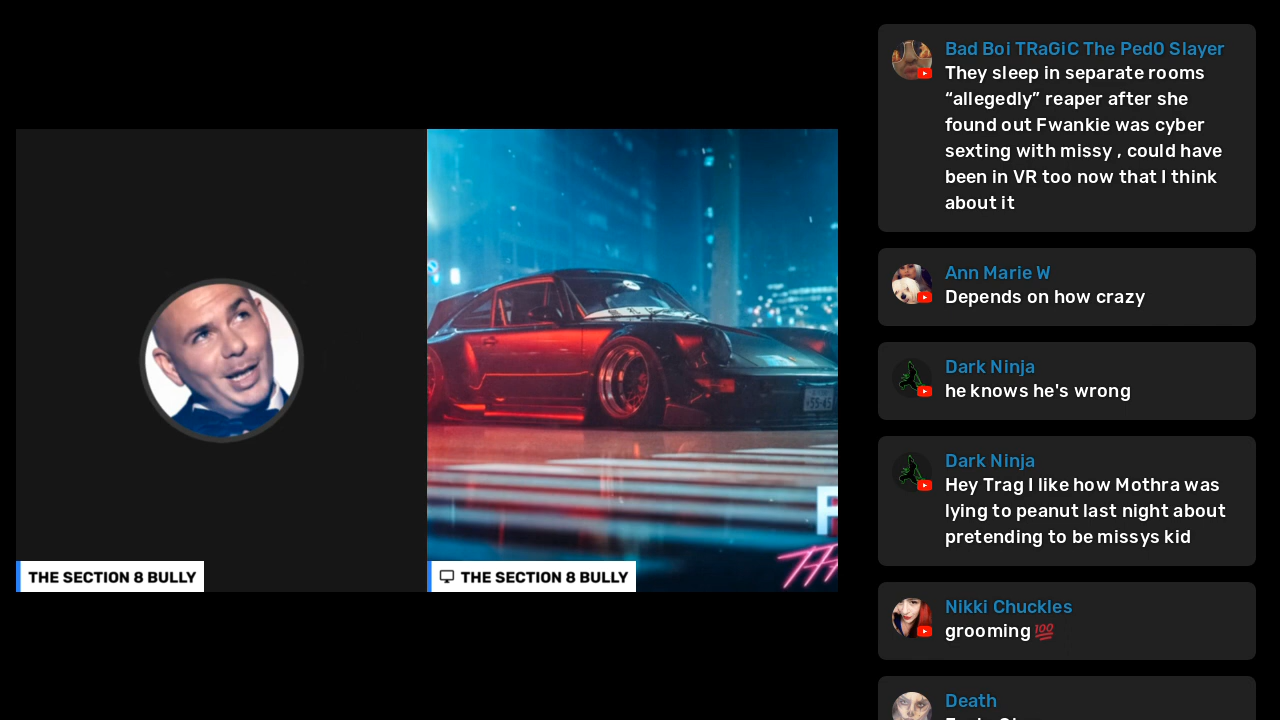 Bad Boi TRaGiC The Ped0 Slayer
They sleep in separate rooms
“allegedly” reaper after she
found out Fwankie was cyber
sexting with missy , could have
been in VR too now that I think
about it
Ann Marie W
Depends on how crazy
Dark Ninja
he knows he's wrong
Dark Ninja
Hey Trag I like how Mothra was
lying to peanut last night about
pretending to be missys kid
Nikki Chuckles
grooming 💯
Death
THE SECTION 8 BULLY
THE SECTION 8 BULLY
55-45